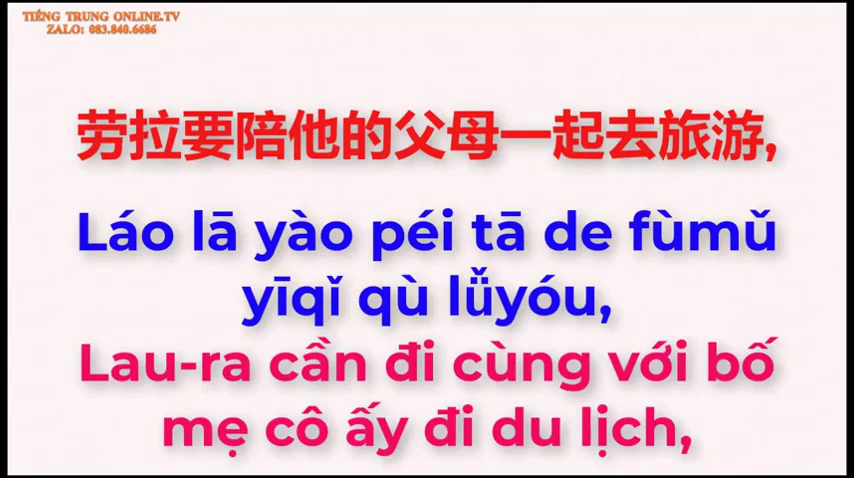 TIẾNG TRUNG ONLINE.TV
ZALO: 083.840.6686
劳拉要陪他的父母一起去旅游,
Láo lā yào péi tā de fùmǔ
yīqǐ qù lǚyóu,
Lau-ra cần đi cùng với bố
mẹ cô ấy đi du lịch,